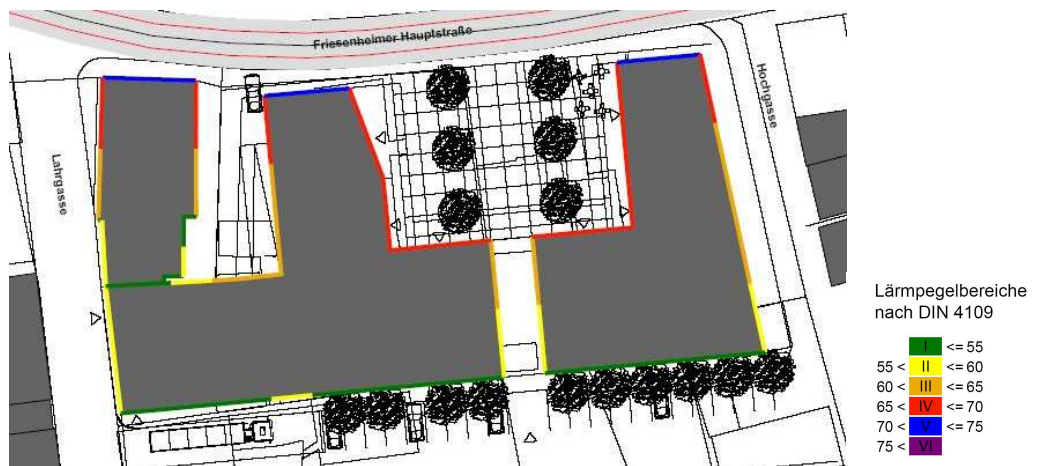 Friesenheimer Hauptstraße
Hochgasse
Lahrgasse
Lärmpegelbereiche
nach DIN 4109
I <= 55
55 < II <= 60
60 < III <= 65
65 < IV <= 70
70 < V <= 75
75 < VI